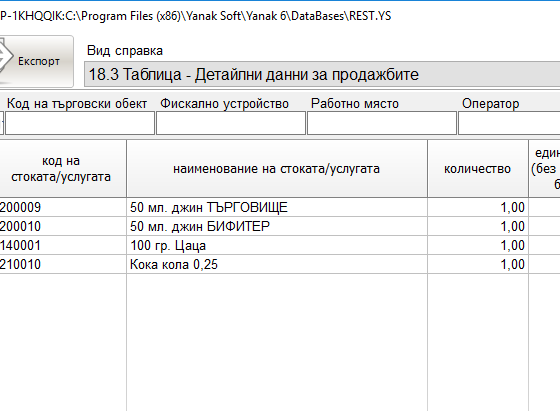 P-1KHQQIK:C:\Program Files (x86)\Yanak Soft\Yanak 6\DataBases\REST.YS
Експорт
Вид справка
18.3 Таблица - Детайлни данни за продажбите
Код на търговски обект Фискално устройство Работно място Оператор
код на стоката/услугата наименование на стоката/услугата количество един (без б
200009 50 мл. джин ТЪРГОВИЩЕ 1,00
200010 50 мл. джин БИФИТЕР 1,00
140001 100 гр. Цаца 1,00
210010 Кока кола 0,25 1,00